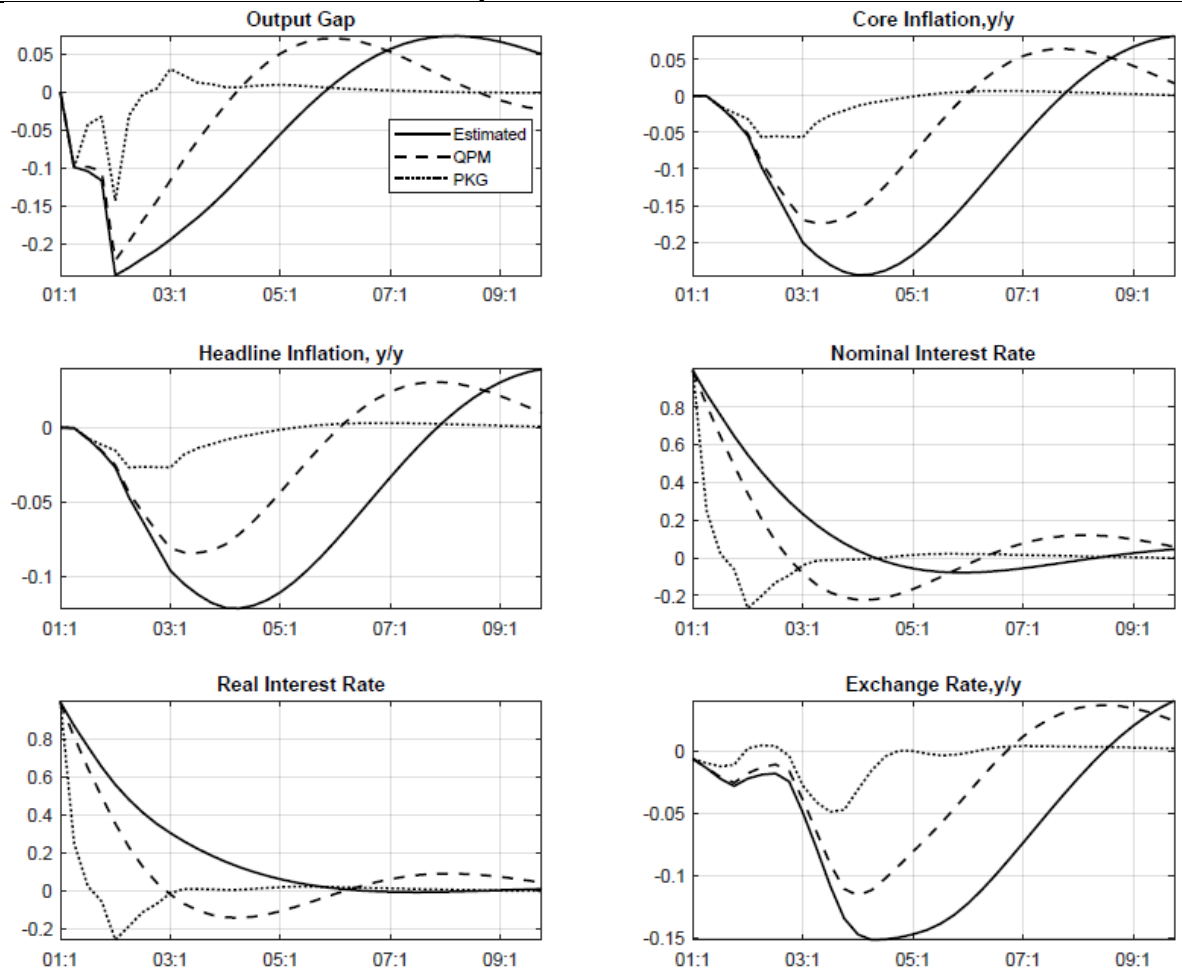 Output Gap
0.05
0
-0.05
-0.1
-0.15
-0.2
01:1 03:1 05:1 07:1 09:1
Estimated
QPM
PKG
Core Inflation,y/y
0.05
0
-0.05
-0.1
-0.15
-0.2
01:1 03:1 05:1 07:1 09:1
Headline Inflation, y/y
0
-0.05
-0.1
01:1 03:1 05:1 07:1 09:1
Nominal Interest Rate
0.8
0.6
0.4
0.2
0
-0.2
01:1 03:1 05:1 07:1 09:1
Real Interest Rate
0.8
0.6
0.4
0.2
0
-0.2
01:1 03:1 05:1 07:1 09:1
Exchange Rate,y/y
0
-0.05
-0.1
-0.15
01:1 03:1 05:1 07:1 09:1